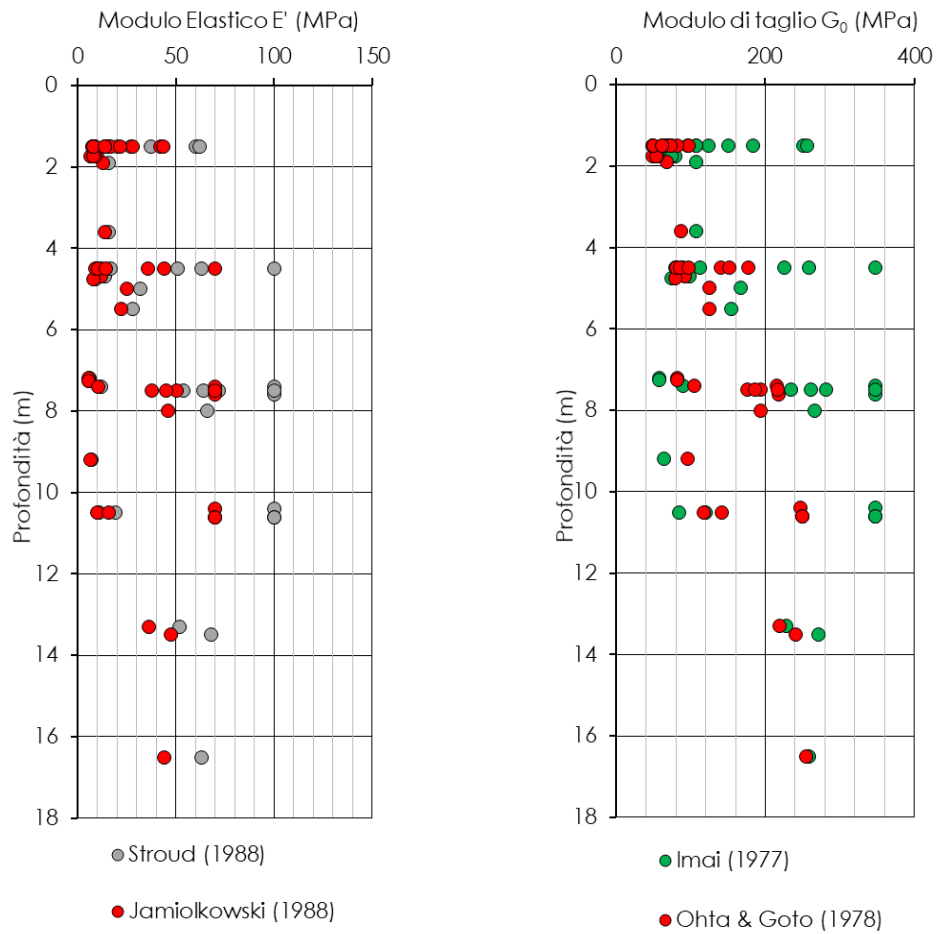 Modulo Elastico E' (MPa)
0 50 100 150
0
2
4
6
8
10
12
14
16
18
Profondità (m)
Stroud (1988)
Jamiolkowski (1988)
Modulo di taglio G₀ (MPa)
0 200 400
0
2
4
6
8
10
12
14
16
18
Profondità (m)
Imai (1977)
Ohta & Goto (1978)